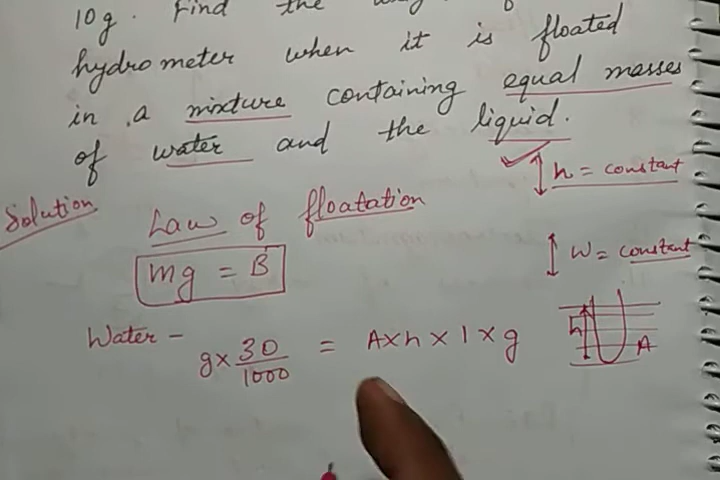 10g. Find the
hydrometer when it is floated
in a mixture containing equal masses
of water and the liquid.
h = constant
Solution
Law of floatation
mg = B
W = constant
Water - g × 30/1000 = A×h×1×g
h
A